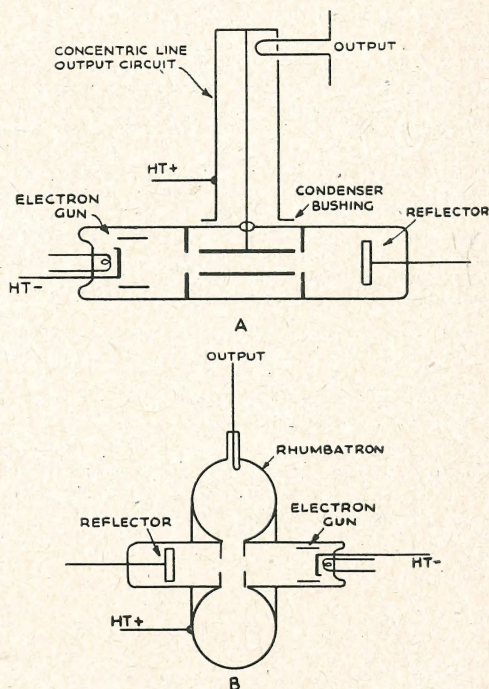 CONCENTRIC LINE
OUTPUT CIRCUIT
OUTPUT
HT+
CONDENSER
BUSHING
ELECTRON
GUN
REFLECTOR
HT-
A
OUTPUT
RHUMBATRON
ELECTRON
GUN
REFLECTOR
HT-
HT+
B